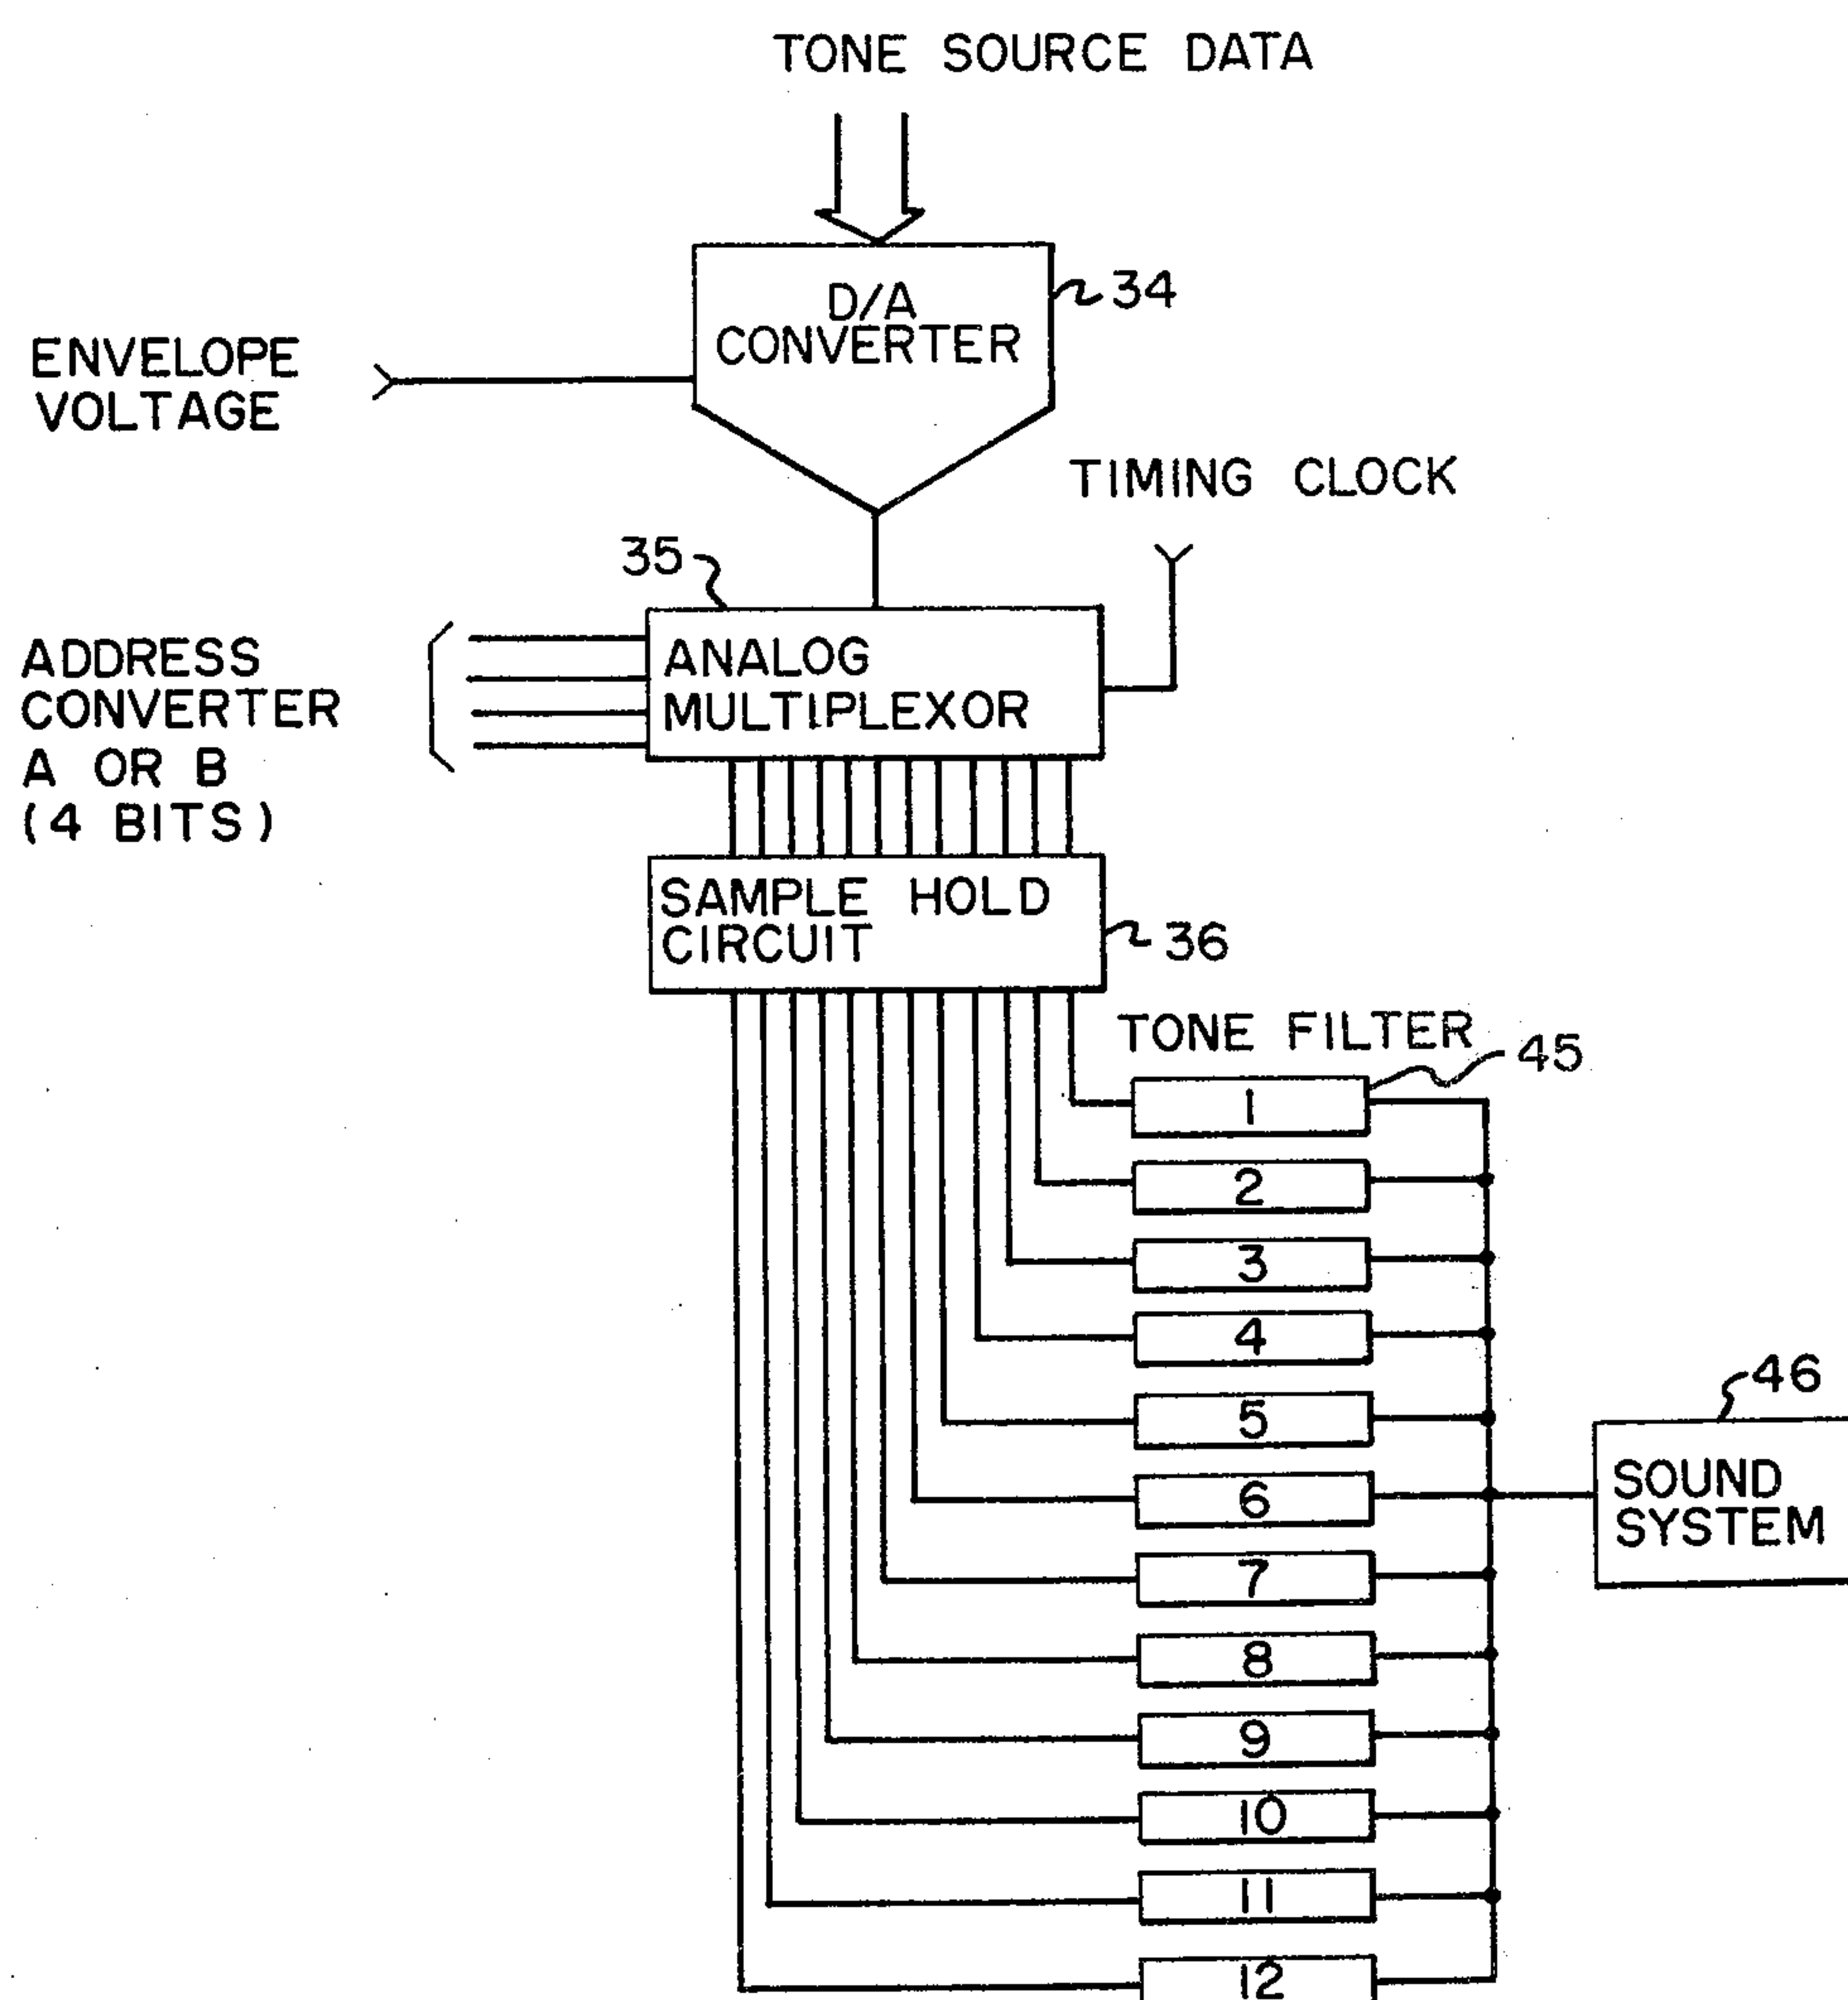 TONE SOURCE DATA
D/A
CONVERTER
34
ENVELOPE
VOLTAGE
TIMING CLOCK
35
ADDRESS
CONVERTER
A OR B
(4 BITS)
ANALOG
MULTIPLEXOR
SAMPLE HOLD
CIRCUIT
36
TONE FILTER
45
1
2
3
4
5
46
SOUND
SYSTEM
6
7
8
9
10
11
12